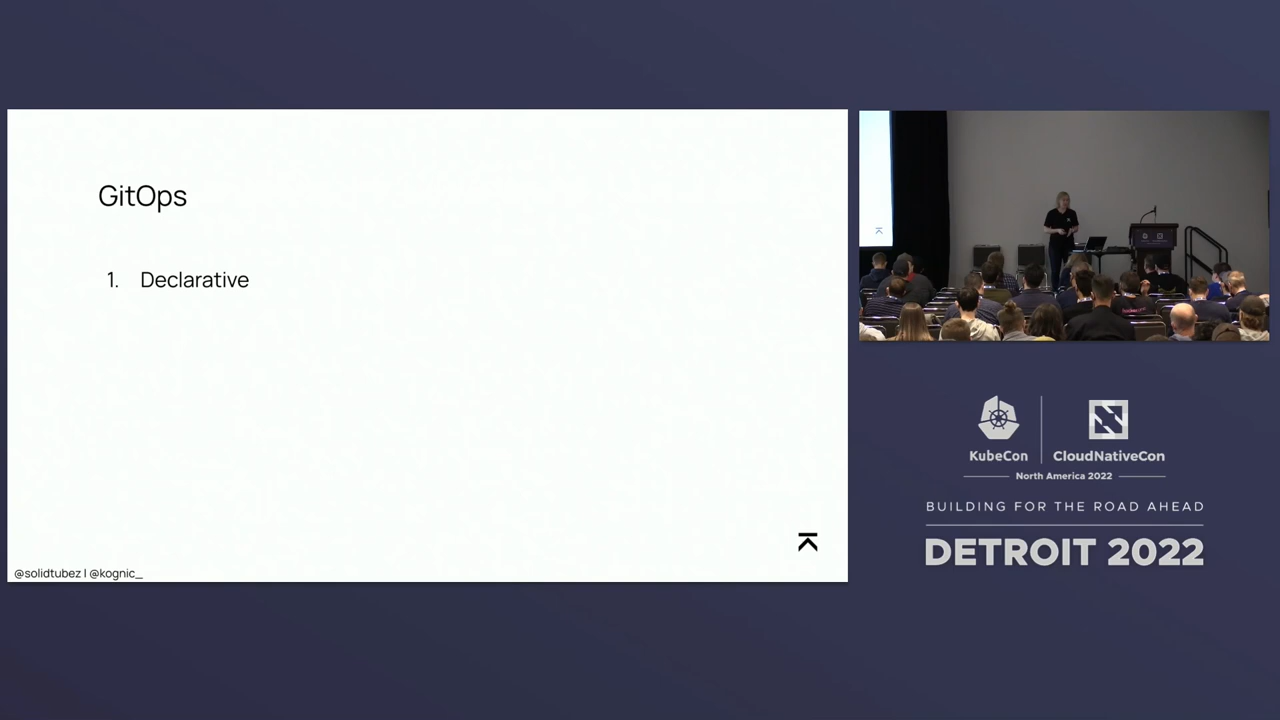 GitOps
1. Declarative
@solidtubez | @kognic_
KubeCon
CloudNativeCon
North America 2022
BUILDING FOR THE ROAD AHEAD
DETROIT 2022